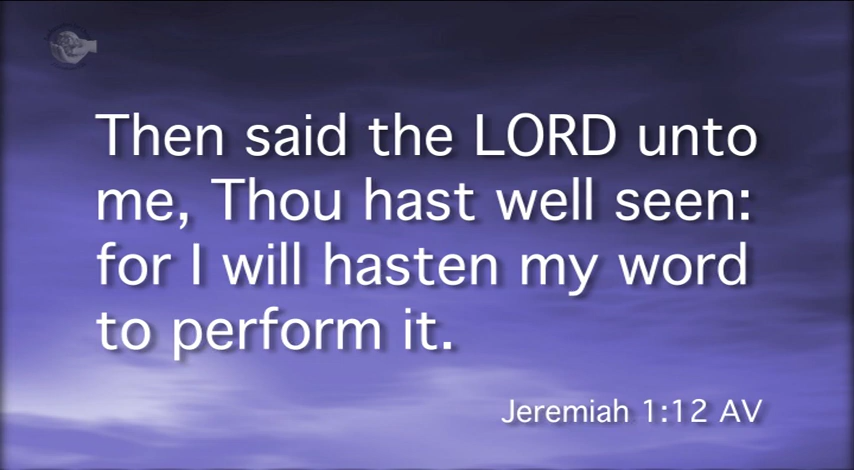 Then said the LORD unto
me, Thou hast well seen:
for I will hasten my word
to perform it.
Jeremiah 1:12 AV